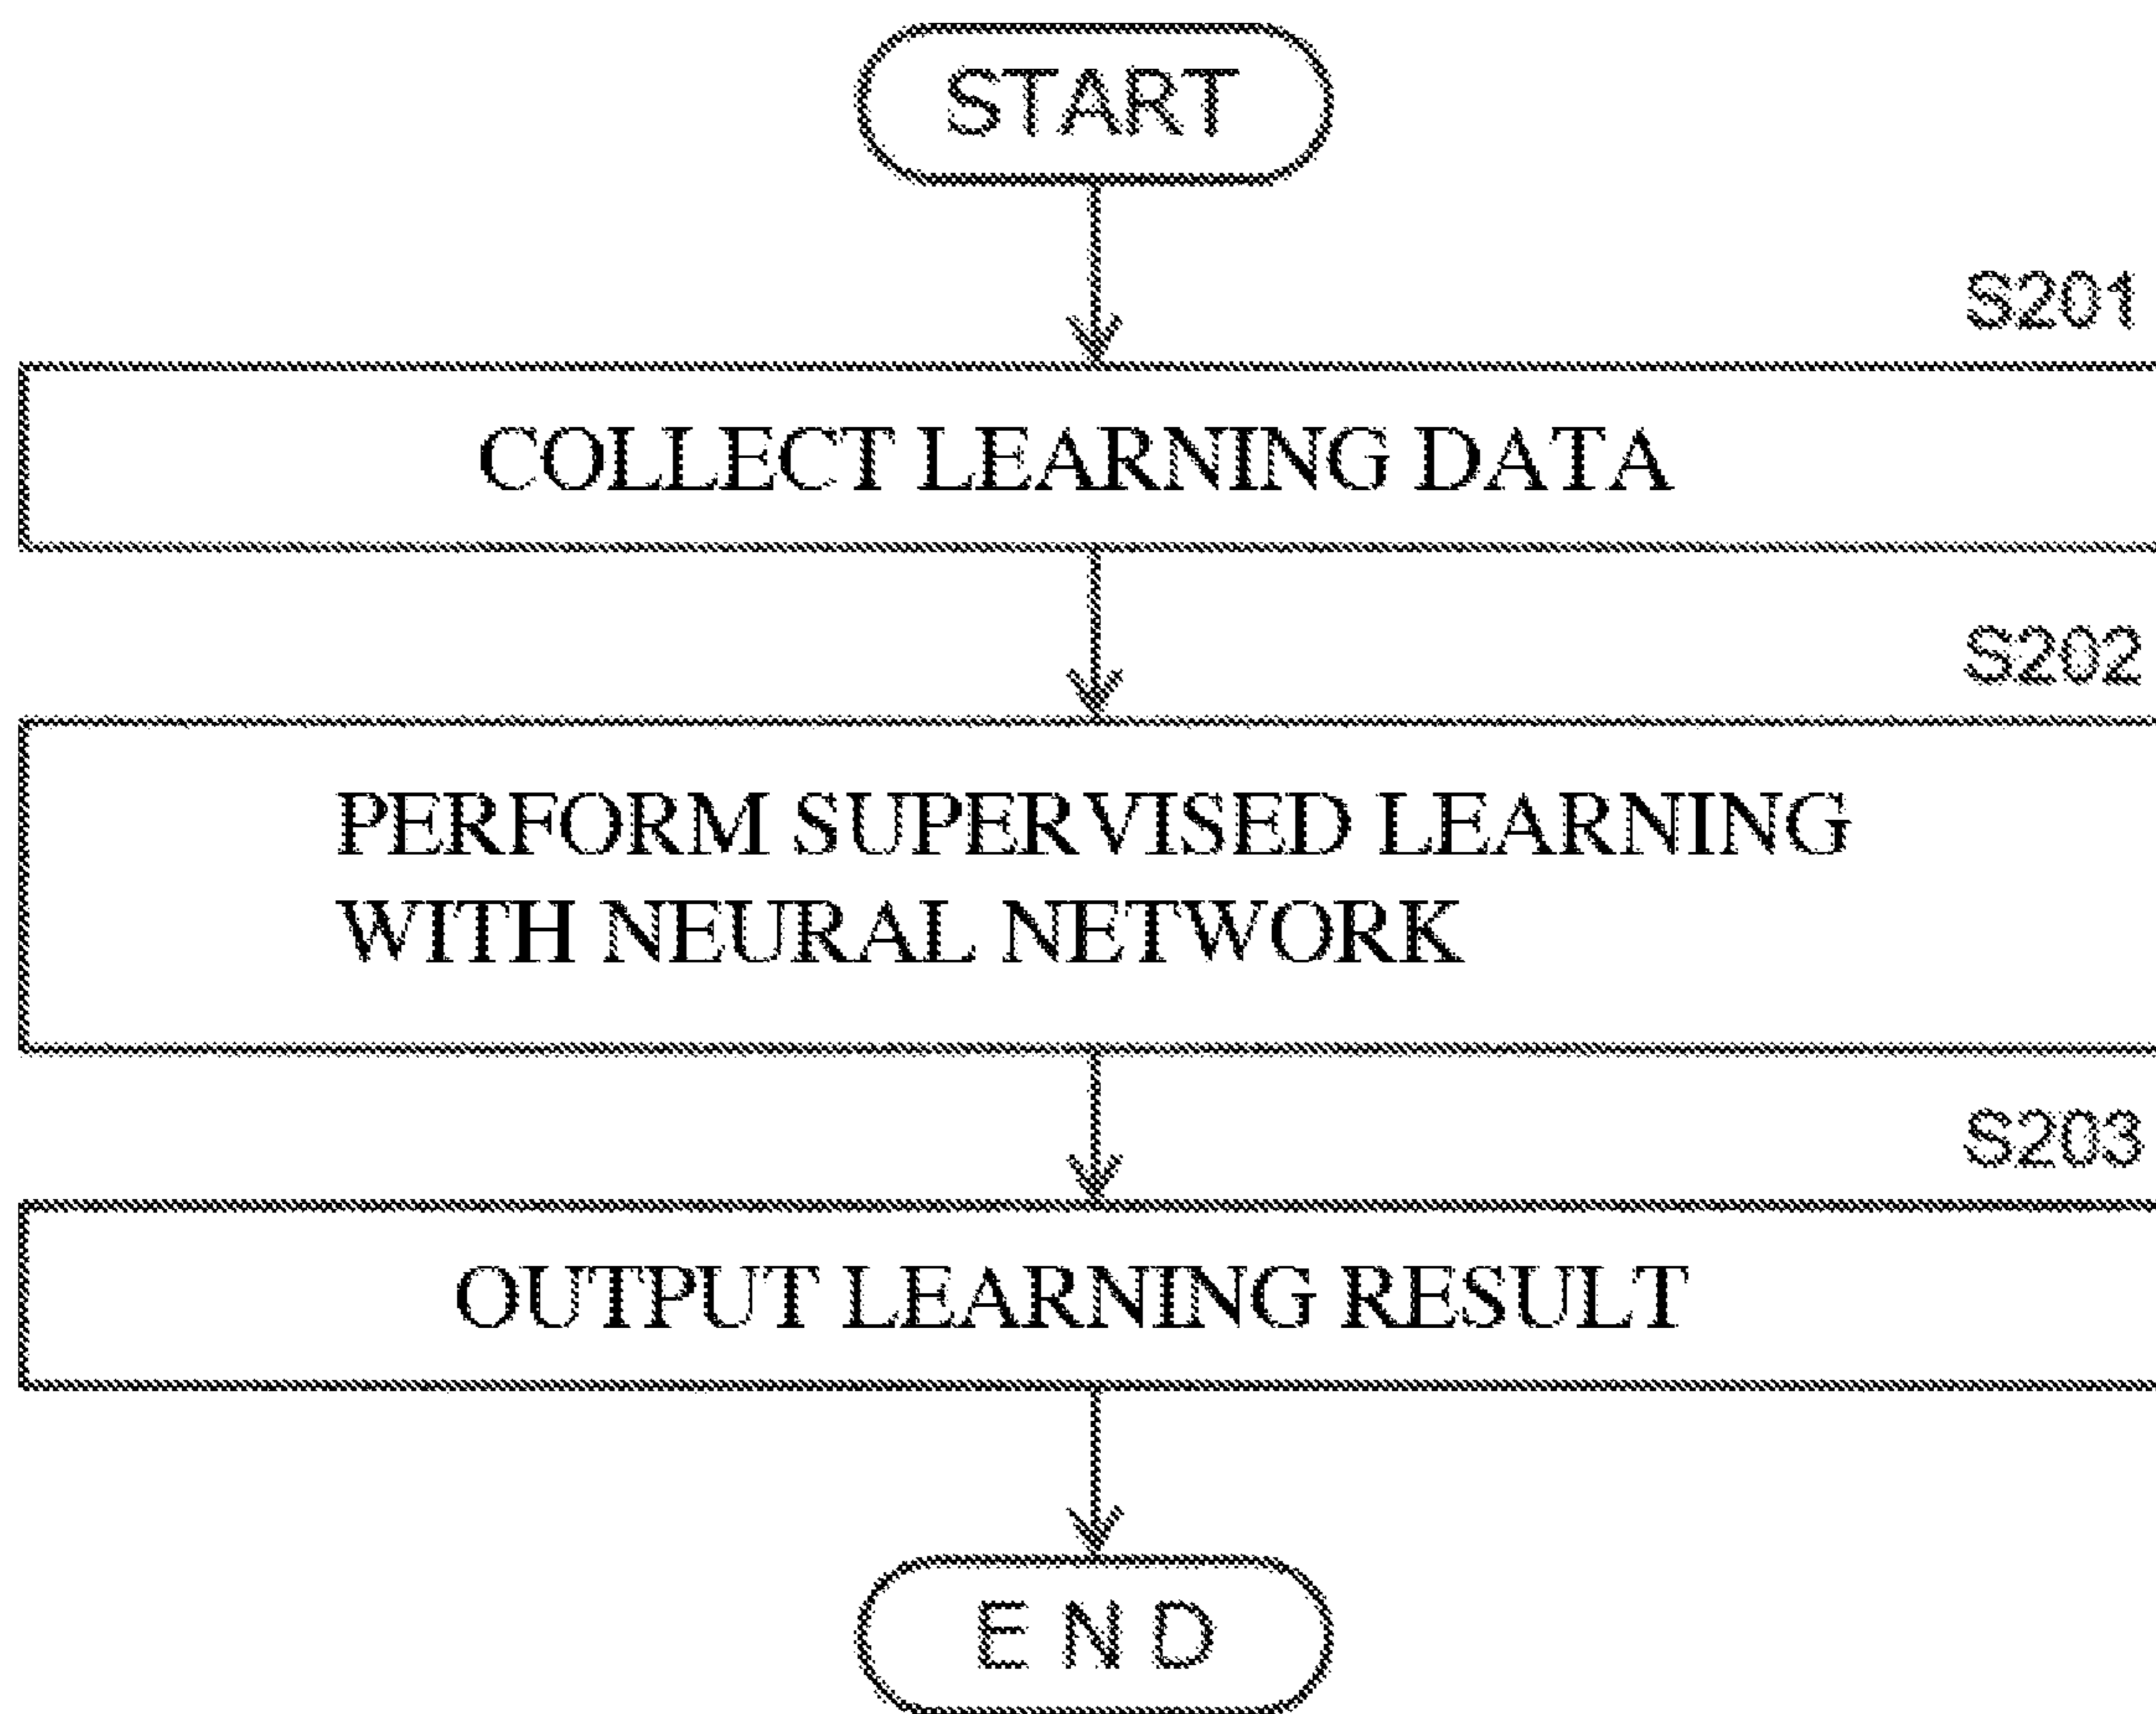 START
S201
COLLECT LEARNING DATA
S202
PERFORM SUPERVISED LEARNING
WITH NEURAL NETWORK
S203
OUTPUT LEARNING RESULT
END